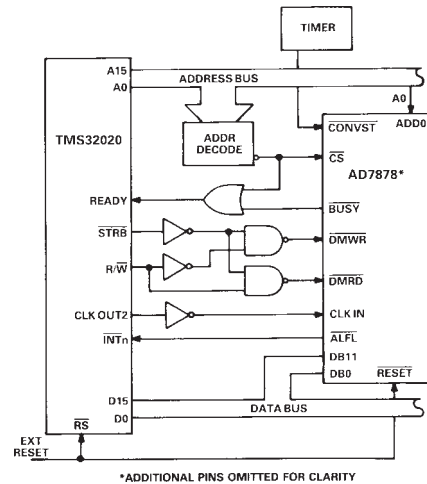 TIMER
A15
ADDRESS BUS
A0
A0
TMS32020
ADDR
DECODE
CONVST
ADD0
CS
AD7878*
READY
BUSY
STRB
DMWR
R/W
DMRD
CLK OUT2
CLK IN
INTn
ALFL
DB11
D15
DB0
RESET
D0
DATA BUS
RS
EXT
RESET
*ADDITIONAL PINS OMITTED FOR CLARITY